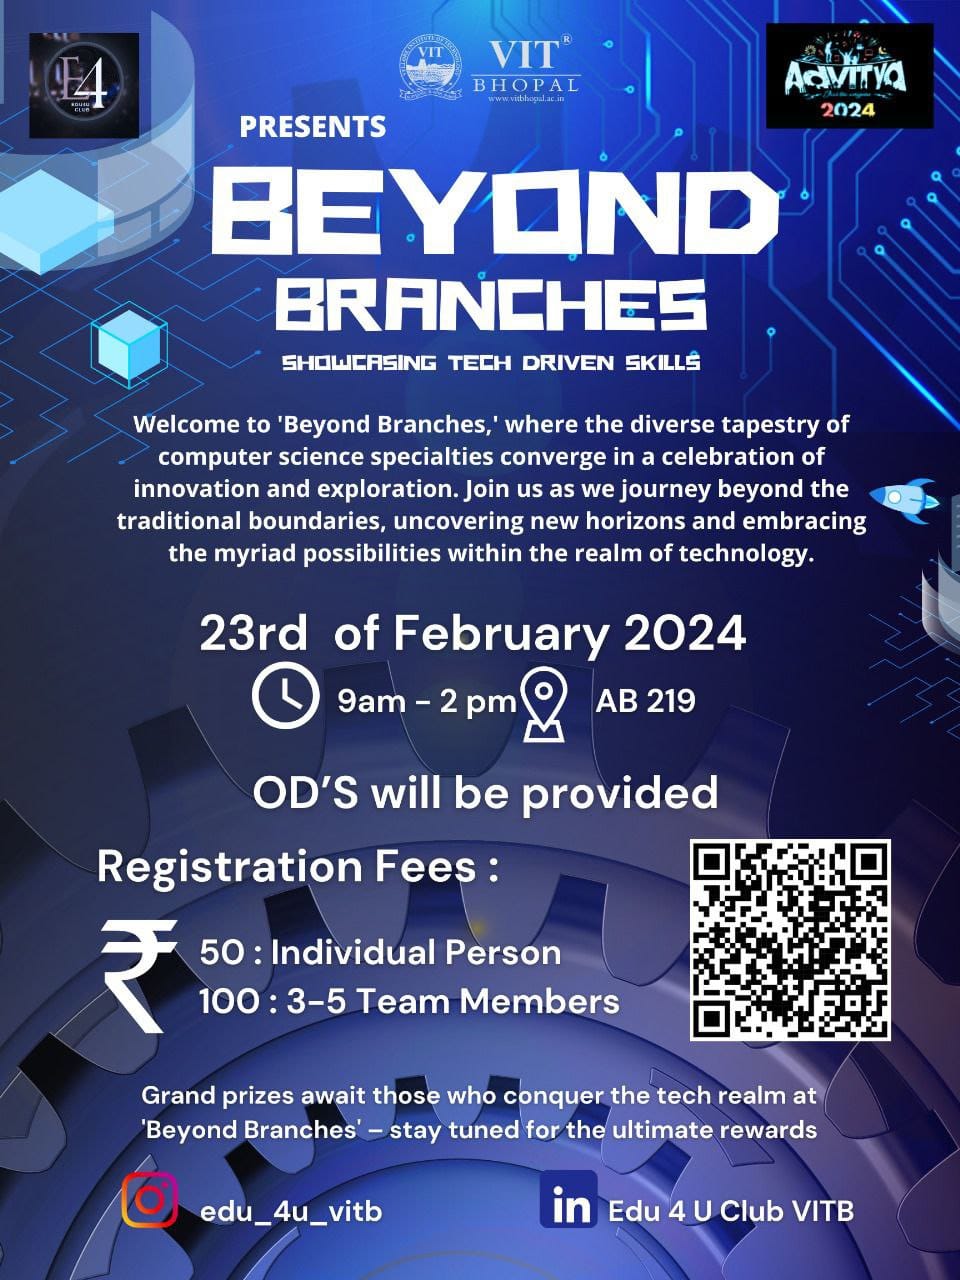 E4
EDU4U
CLUB
VIT
VIT®
BHOPAL
www.vitbhopal.ac.in
ADVITYA
2024
PRESENTS
BEYOND
BRANCHES
SHOWCASING TECH DRIVEN SKILLS
Welcome to 'Beyond Branches,' where the diverse tapestry of
computer science specialties converge in a celebration of
innovation and exploration. Join us as we journey beyond the
traditional boundaries, uncovering new horizons and embracing
the myriad possibilities within the realm of technology.
23rd of February 2024
9am - 2 pm AB 219
OD'S will be provided
Registration Fees :
₹ 50 : Individual Person
100 : 3-5 Team Members
Grand prizes await those who conquer the tech realm at
'Beyond Branches' – stay tuned for the ultimate rewards
edu_4u_vitb
in Edu 4 U Club VITB